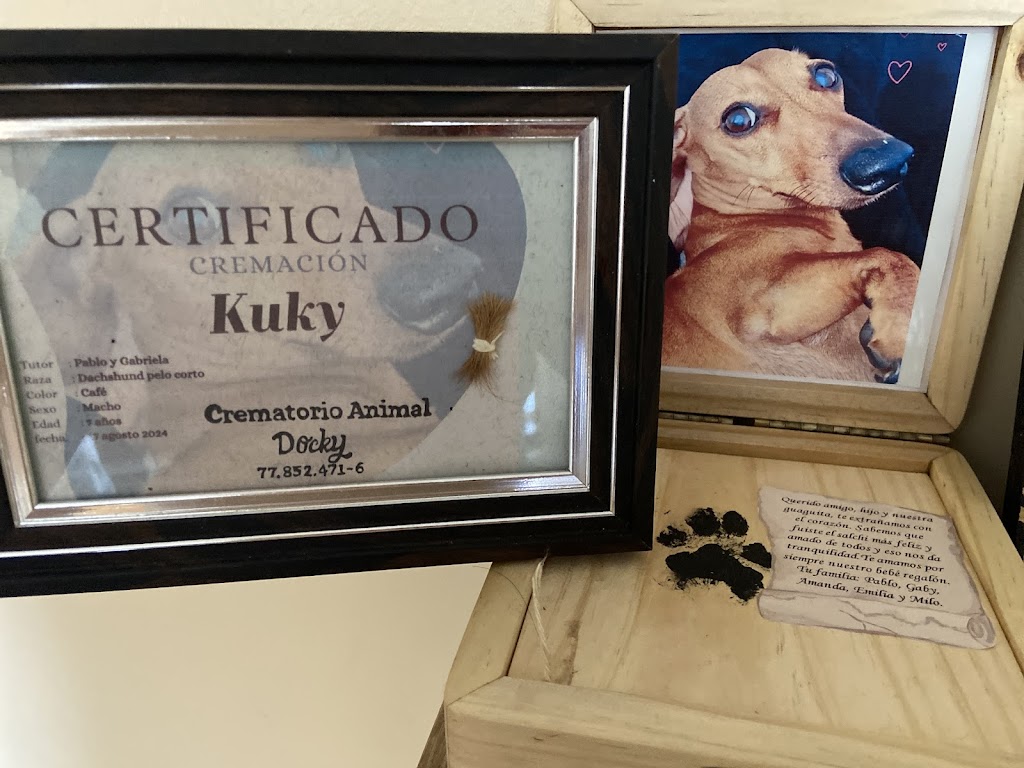 CERTIFICADO
CREMACIÓN
Kuky
Tutor : Pablo y Gabriela
Raza : Dachshund pelo corto
Color : Café
Sexo : Macho
Edad : 7 años
fecha 7 agosto 2024
Crematorio Animal
Docky
77.852.471-6
Querido amigo, hijo y nuestra
guaguita, te extrañamos con
el corazón. Sabemos que
fuiste el salchi más feliz y
amado de todos y eso nos da
tranquilidad.Te amamos por
siempre nuestro bebé regalón.
Tu familia: Pablo, Gaby,
Amanda, Emilia y Milo.